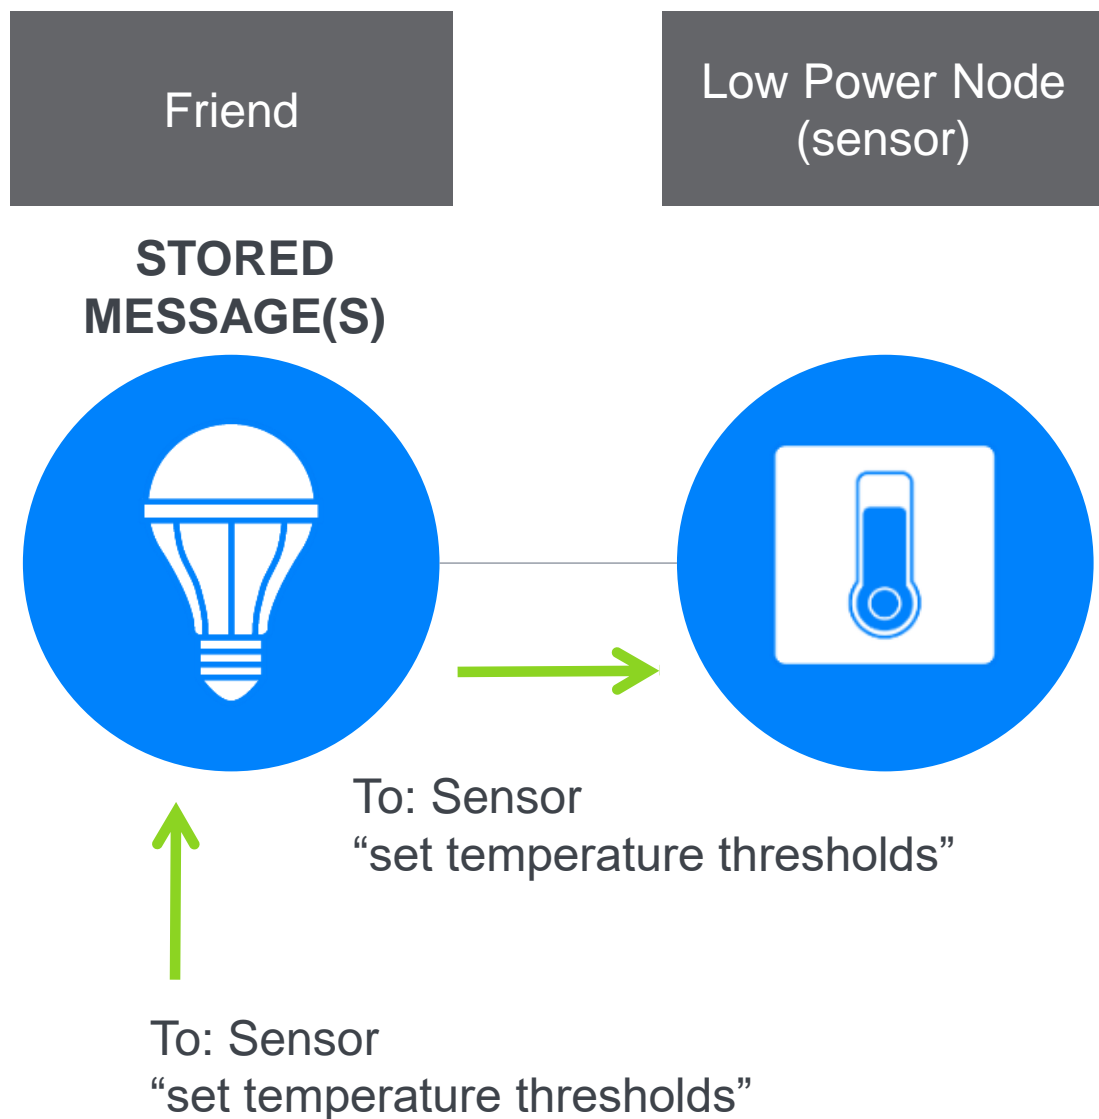 Friend
Low Power Node
(sensor)
STORED
MESSAGE(S)
To: Sensor
“set temperature thresholds”
To: Sensor
“set temperature thresholds”